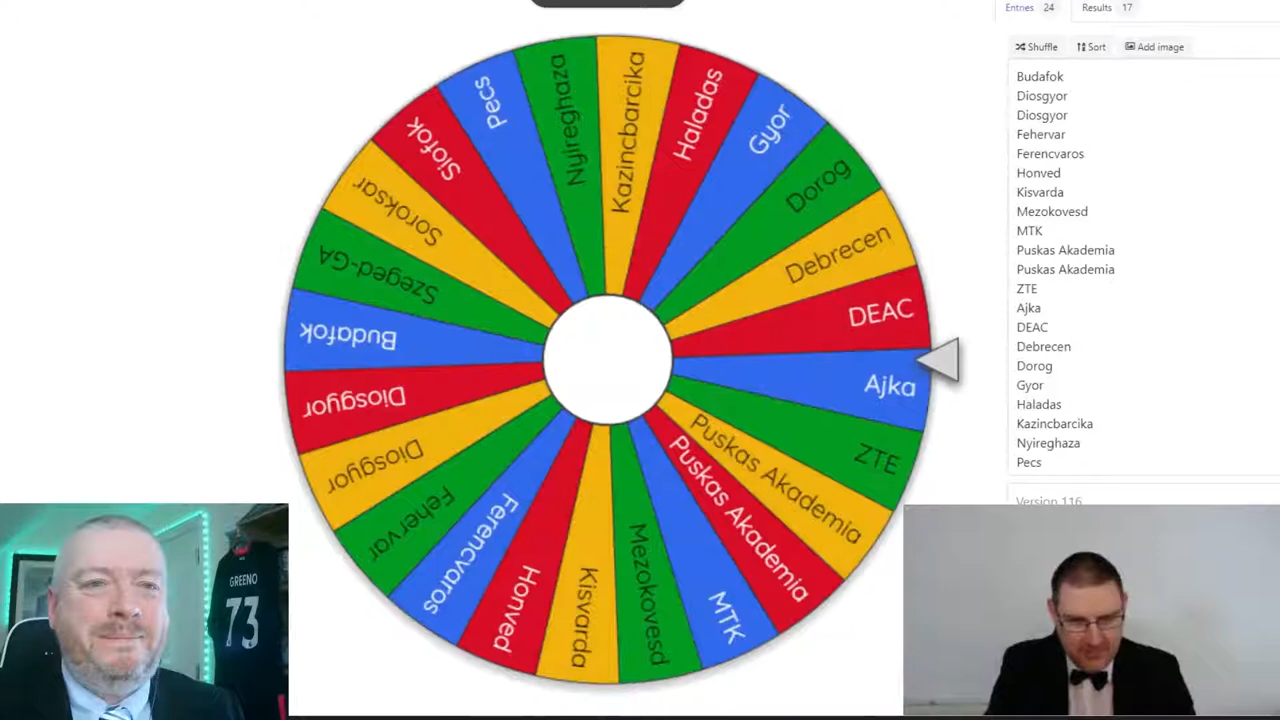 Entries 24 Results 17
Shuffle Sort Add image
Budafok
Diosgyor
Diosgyor
Fehervar
Ferencvaros
Honved
Kisvarda
Mezokovesd
MTK
Puskas Akademia
Puskas Akademia
ZTE
Ajka
DEAC
Debrecen
Dorog
Gyor
Haladas
Kazincbarcika
Nyireghaza
Pecs
Version 116
Kazincbarcika
Haladas
Gyor
Dorog
Debrecen
DEAC
Ajka
ZTE
Puskas Akademia
Puskas Akademia
MTK
Mezokovesd
Kisvarda
Honved
Ferencvaros
Fehervar
Diosgyor
Diosgyor
Budafok
Szeged-GA
Soroksar
Siofok
Pecs
Nyireghaza
GREENO
73